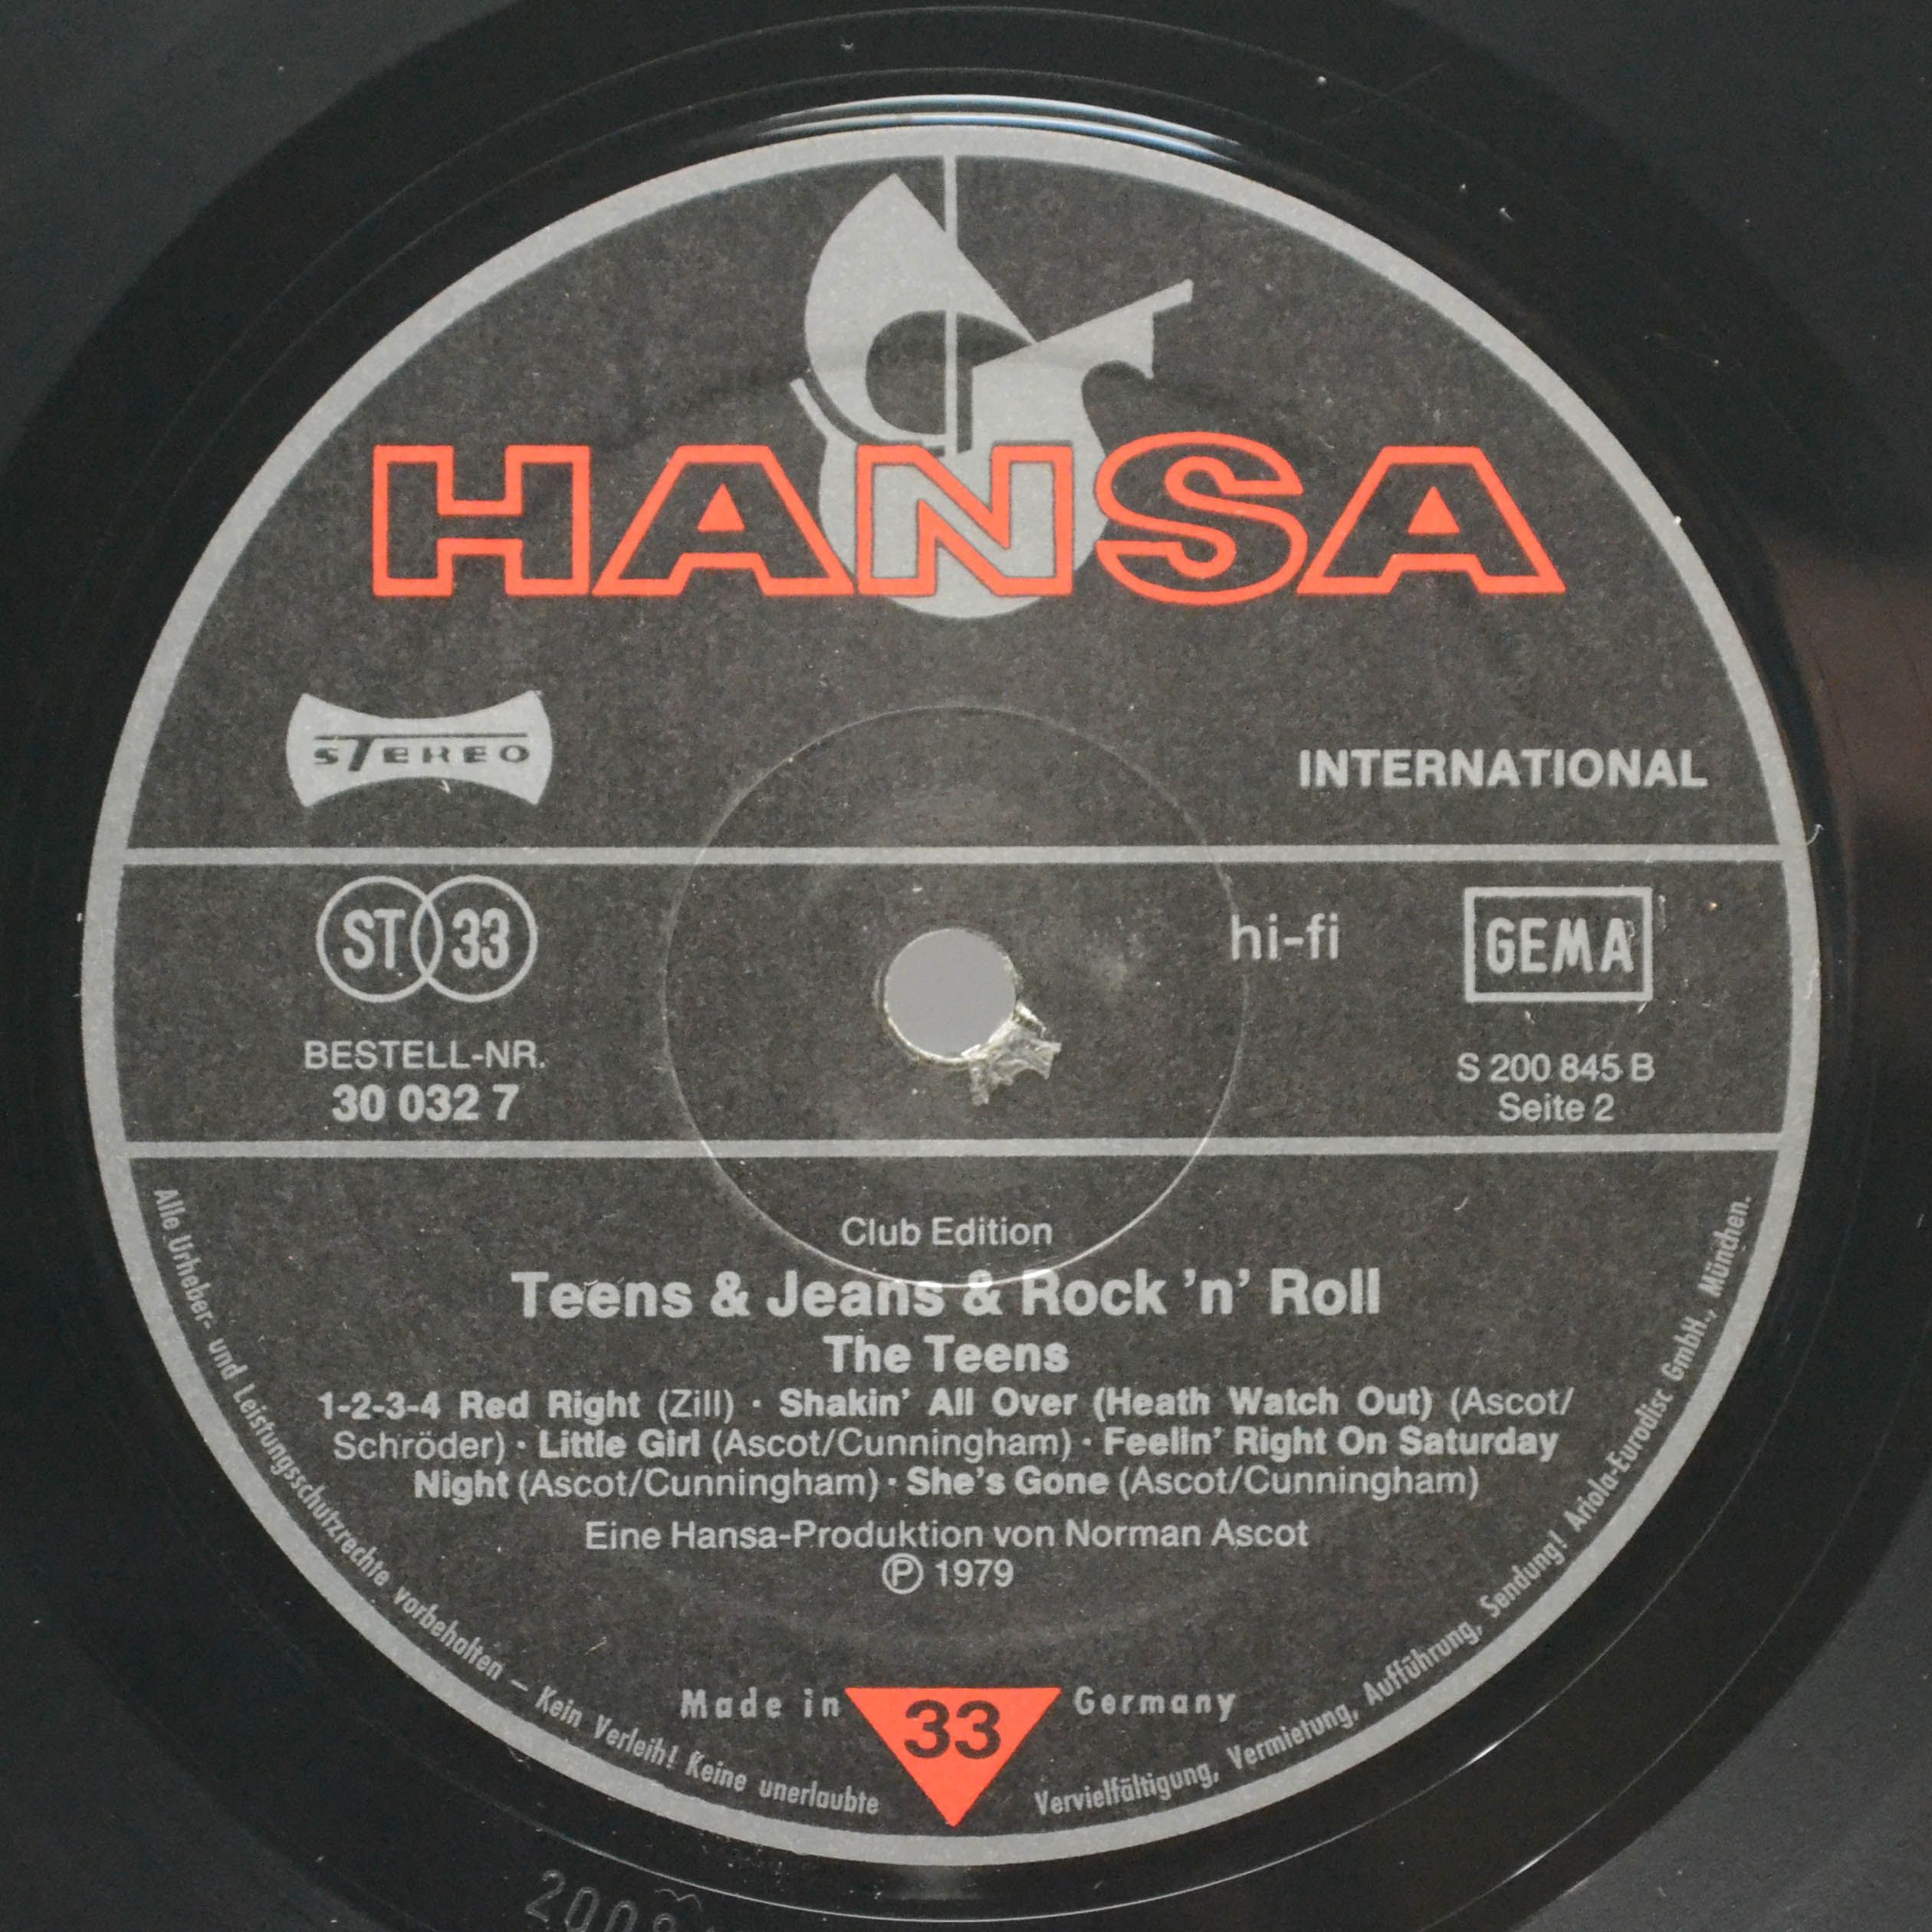 HANSA
STEREO
INTERNATIONAL
ST 33
hi-fi
GEMA
BESTELL-NR.
30 032 7
S 200 845 B
Seite 2
Club Edition
Teens & Jeans & Rock 'n' Roll
The Teens
1-2-3-4 Red Right (Zill) · Shakin' All Over (Heath Watch Out) (Ascot/
Schröder) · Little Girl (Ascot/Cunningham) · Feelin' Right On Saturday
Night (Ascot/Cunningham) · She's Gone (Ascot/Cunningham)
Eine Hansa-Produktion von Norman Ascot
Ⓟ 1979
Made in 33 Germany
Alle Urheber- und Leistungsschutzrechte vorbehalten – Kein Verleih! Keine unerlaubte Vervielfältigung, Vermietung, Aufführung, Sendung! Ariola-Eurodisc GmbH., München.